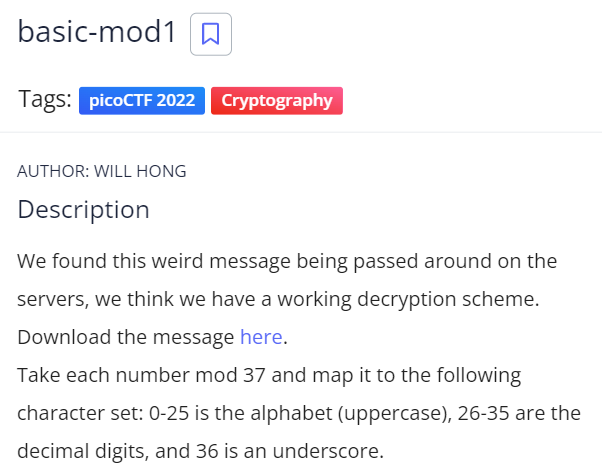 basic-mod1
Tags: picoCTF 2022 Cryptography
AUTHOR: WILL HONG
Description
We found this weird message being passed around on the
servers, we think we have a working decryption scheme.
Download the message here.
Take each number mod 37 and map it to the following
character set: 0-25 is the alphabet (uppercase), 26-35 are the
decimal digits, and 36 is an underscore.